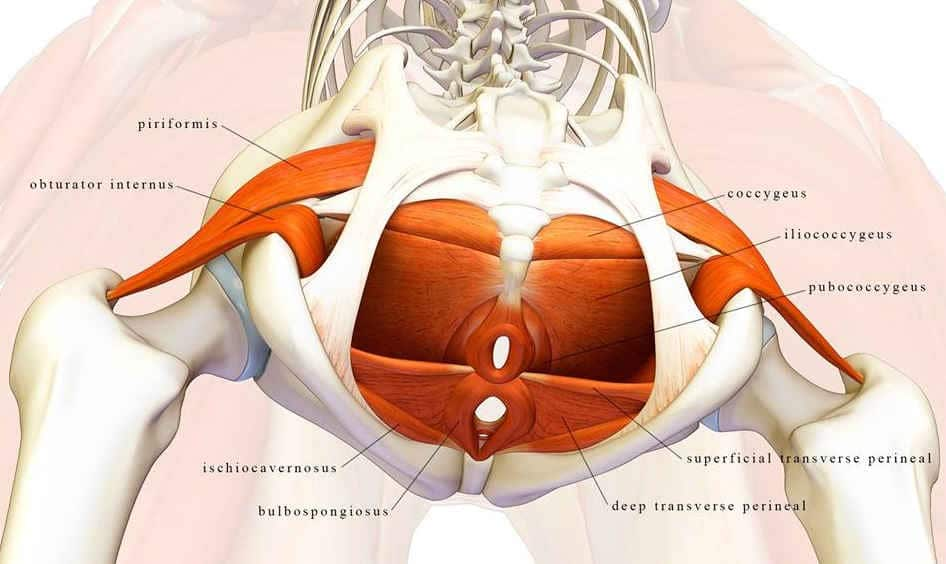 piriformis
obturator internus
coccygeus
iliococcygeus
pubococcygeus
ischiocavernosus
superficial transverse perineal
bulbospongiosus
deep transverse perineal